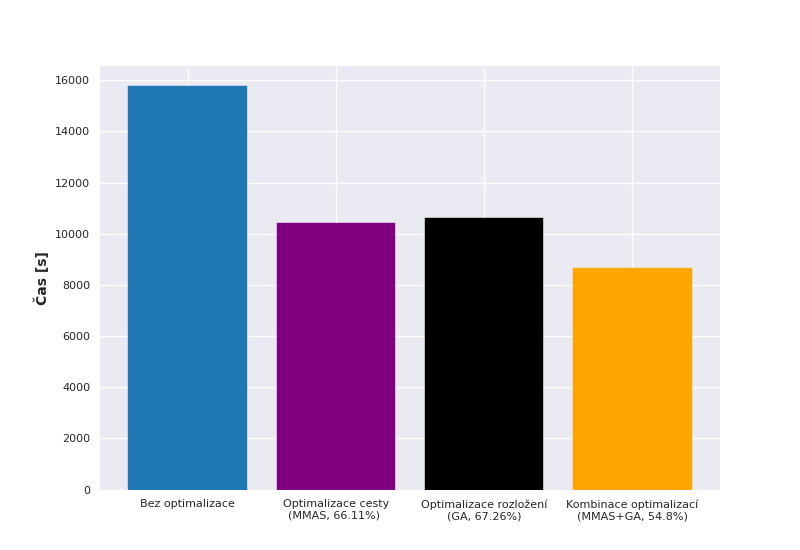 16000
14000
12000
10000
8000
6000
4000
2000
0
Čas [s]
Bez optimalizace
Optimalizace cesty
(MMAS, 66.11%)
Optimalizace rozložení
(GA, 67.26%)
Kombinace optimalizací
(MMAS+GA, 54.8%)